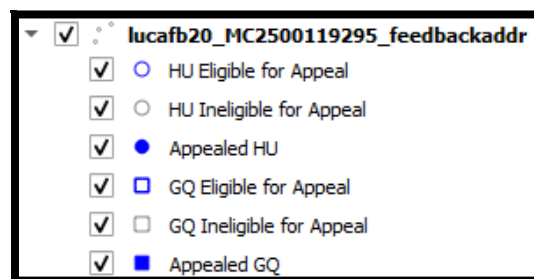 lucafb20_MC2500119295_feedbackaddr
HU Eligible for Appeal
HU Ineligible for Appeal
Appealed HU
GQ Eligible for Appeal
GQ Ineligible for Appeal
Appealed GQ